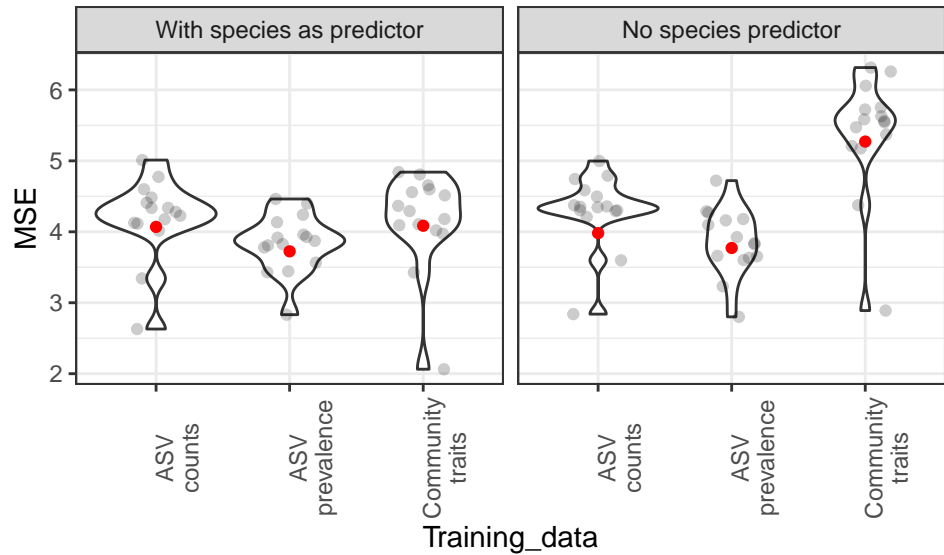 With species as predictor
No species predictor
MSE
6
5
4
3
2
ASV
counts
ASV
prevalence
Community
traits
ASV
counts
ASV
prevalence
Community
traits
Training_data